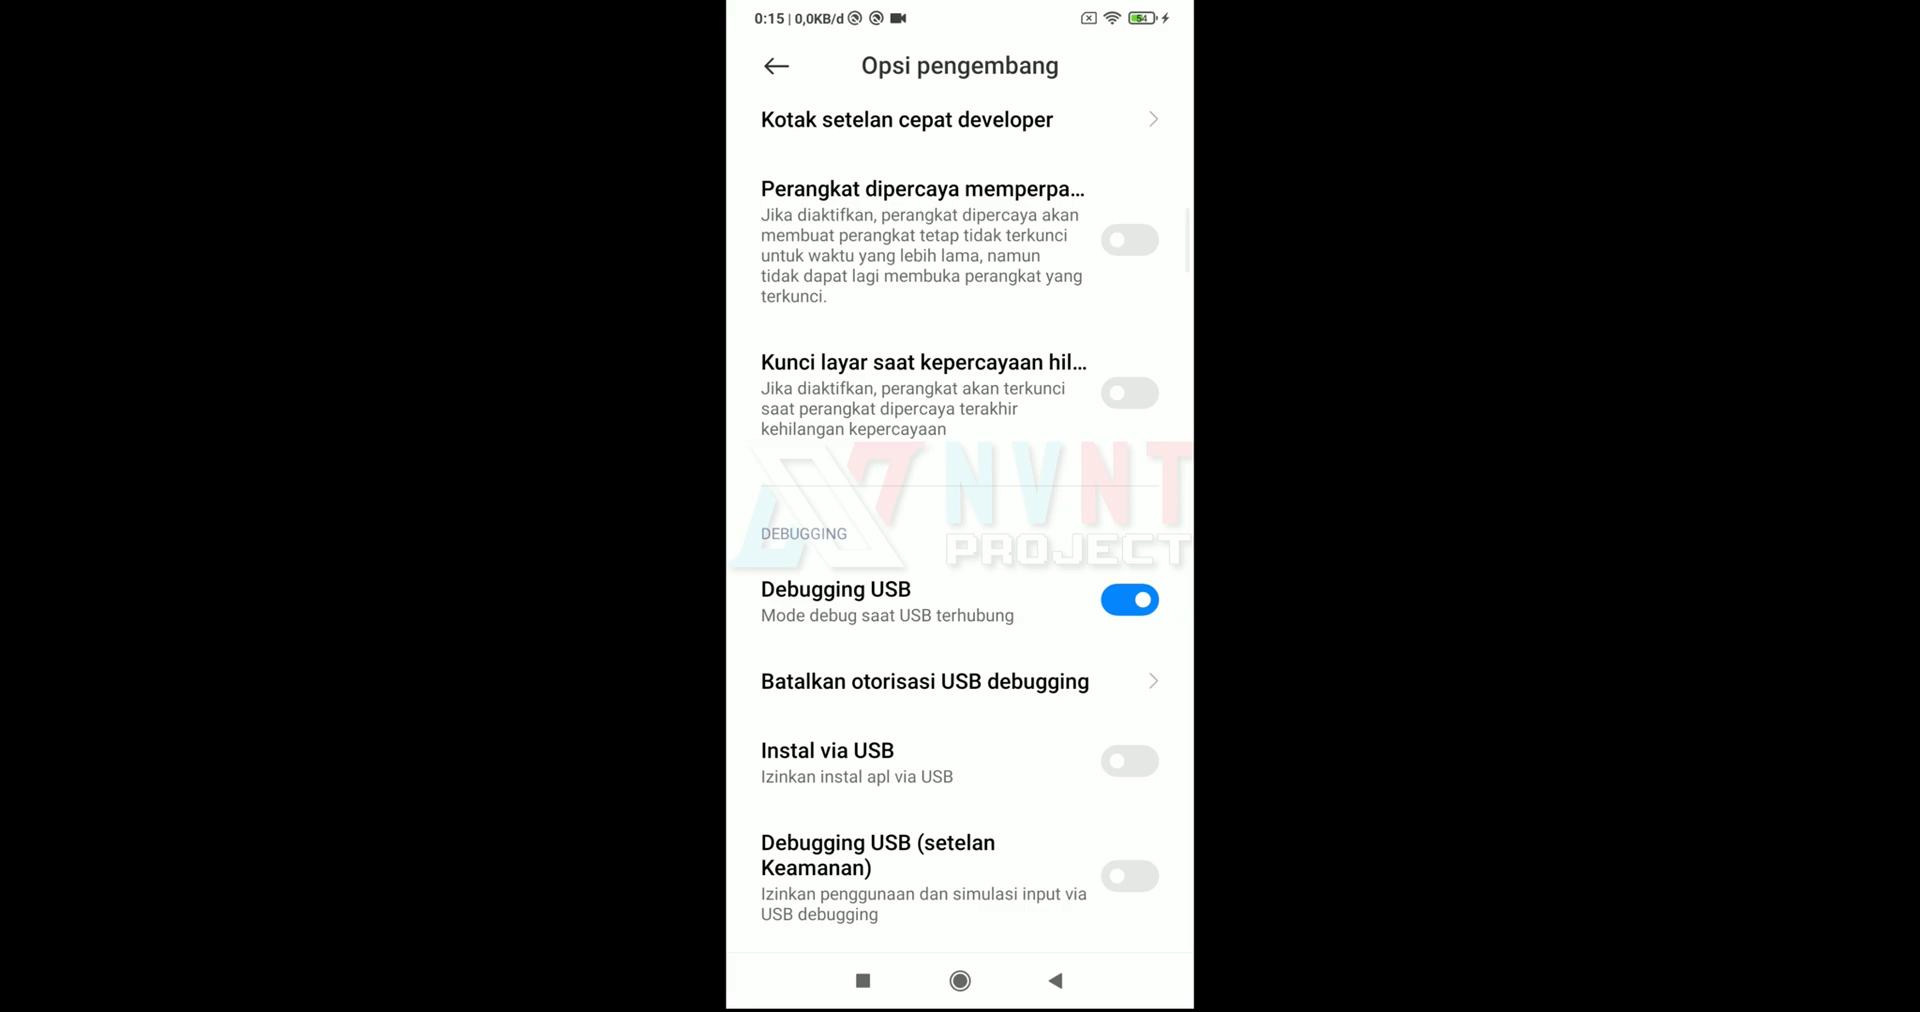 0:15 | 0,0KB/d
54
Opsi pengembang
Kotak setelan cepat developer
Perangkat dipercaya memperpa...
Jika diaktifkan, perangkat dipercaya akan
membuat perangkat tetap tidak terkunci
untuk waktu yang lebih lama, namun
tidak dapat lagi membuka perangkat yang
terkunci.
Kunci layar saat kepercayaan hil...
Jika diaktifkan, perangkat akan terkunci
saat perangkat dipercaya terakhir
kehilangan kepercayaan
NVNT
PROJECT
DEBUGGING
Debugging USB
Mode debug saat USB terhubung
Batalkan otorisasi USB debugging
Instal via USB
Izinkan instal apl via USB
Debugging USB (setelan
Keamanan)
Izinkan penggunaan dan simulasi input via
USB debugging